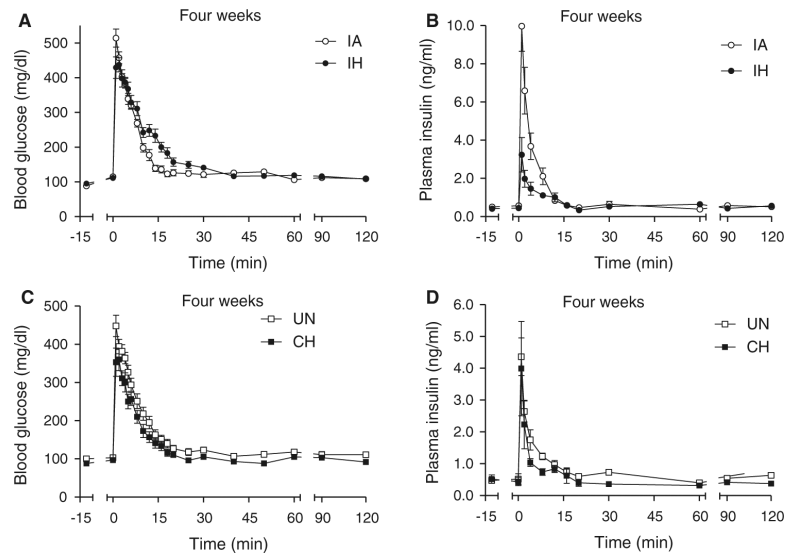 A
Four weeks
IA
IH
Blood glucose (mg/dl)
500
400
300
200
100
0
-15 0 15 30 45 60 90 120
Time (min)
B
Four weeks
IA
IH
Plasma insulin (ng/ml)
10.0
8.0
6.0
4.0
2.0
0.0
-15 0 15 30 45 60 90 120
Time (min)
C
Four weeks
UN
CH
Blood glucose (mg/dl)
500
400
300
200
100
0
-15 0 15 30 45 60 90 120
Time (min)
D
Four weeks
UN
CH
Plasma insulin (ng/ml)
6.0
5.0
4.0
3.0
2.0
1.0
0.0
-15 0 15 30 45 60 90 120
Time (min)